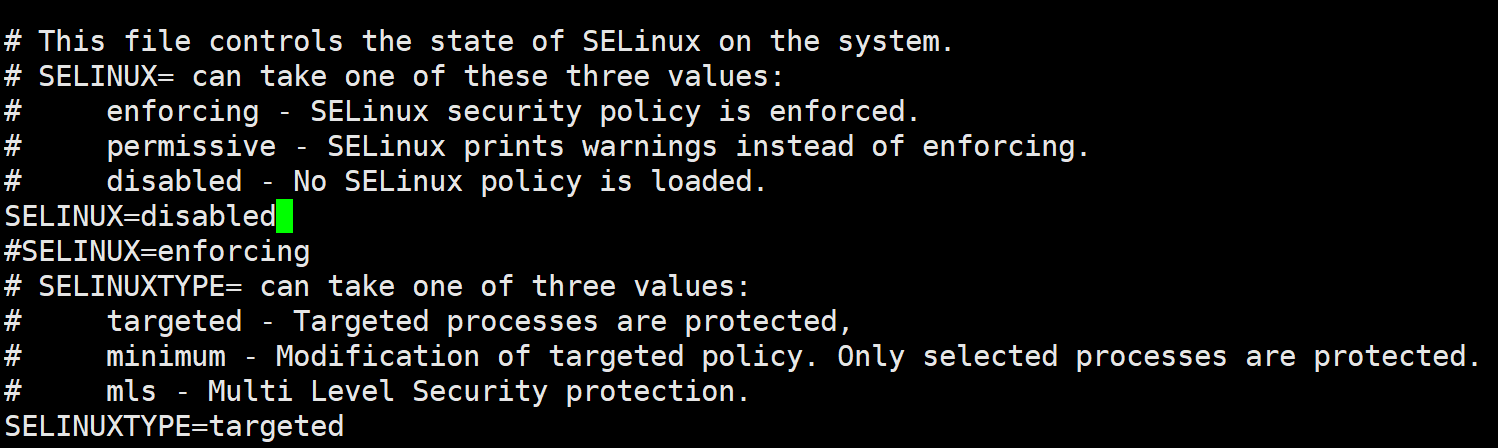 # This file controls the state of SELinux on the system.
# SELINUX= can take one of these three values:
#     enforcing - SELinux security policy is enforced.
#     permissive - SELinux prints warnings instead of enforcing.
#     disabled - No SELinux policy is loaded.
SELINUX=disabled
#SELINUX=enforcing
# SELINUXTYPE= can take one of three values:
#     targeted - Targeted processes are protected,
#     minimum - Modification of targeted policy. Only selected processes are protected.
#     mls - Multi Level Security protection.
SELINUXTYPE=targeted